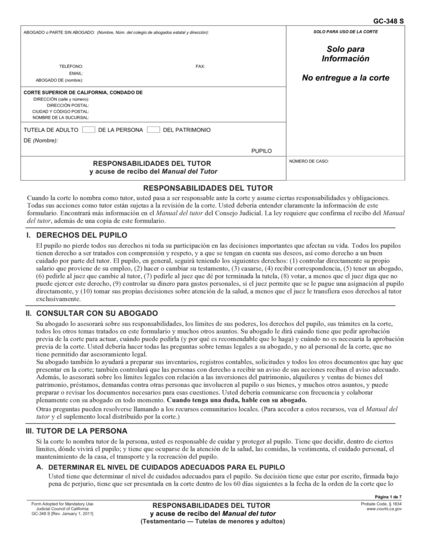 GC-348 S
ABOGADO o PARTE SIN ABOGADO: (Nombre, Núm. del colegio de abogados estatal y dirección):
SOLO PARA USO DE LA CORTE
Solo para
Información
No entregue a la corte
TELÉFONO:
FAX:
EMAIL:
ABOGADO DE (nombre):
CORTE SUPERIOR DE CALIFORNIA, CONDADO DE
DIRECCIÓN (calle y número):
DIRECCIÓN POSTAL:
CIUDAD Y CÓDIGO POSTAL:
NOMBRE DE LA SUCURSAL:
TUTELA DE ADULTO DE LA PERSONA DEL PATRIMONIO
DE (Nombre):
PUPILO
RESPONSABILIDADES DEL TUTOR
y acuse de recibo del Manual del Tutor
NÚMERO DE CASO:
RESPONSABILIDADES DEL TUTOR
Cuando la corte lo nombra como tutor, usted pasa a ser responsable ante la corte y asume ciertas responsabilidades y obligaciones.
Todas sus acciones como tutor están sujetas a la revisión de la corte. Usted debería entender claramente la información de este
formulario. Encontrará más información en el Manual del tutor del Consejo Judicial. La ley requiere que confirma el recibo del Manual
del tutor, además de una copia de este formulario.
I. DERECHOS DEL PUPILO
El pupilo no pierde todos sus derechos ni toda su participación en las decisiones importantes que afectan su vida. Todos los pupilos
tienen derecho a ser tratados con comprensión y respeto, y a que se tengan en cuenta sus deseos, así como derecho a un buen
cuidado por parte del tutor. El pupilo, en general, seguirá teniendo los siguientes derechos: (1) controlar directamente su propio
salario que proviene de su empleo, (2) hacer o cambiar su testamento, (3) casarse, (4) recibir correspondencia, (5) tener un abogado,
(6) pedirle al juez que cambie al tutor, (7) pedirle al juez que dé por terminada la tutela, (8) votar, a menos que el juez diga que no
puede ejercer este derecho, (9) controlar su dinero para gastos personales, si el juez permite que se le pague una asignación al pupilo
directamente, y (10) tomar sus propias decisiones sobre atención de la salud, a menos que el juez le transfiera esos derechos al tutor
exclusivamente.
II. CONSULTAR CON SU ABOGADO
Su abogado lo asesorará sobre sus responsabilidades, los límites de sus poderes, los derechos del pupilo, sus trámites en la corte,
todos los otros temas tratados en este formulario y muchos otros asuntos. Su abogado le dirá cuándo tiene que pedir aprobación
previa de la corte para actuar, cuándo puede pedirla (y por qué es recomendable que lo haga) y cuándo no es necesaria la aprobación
previa de la corte. Usted debería hacer todas las preguntas sobre temas legales a su abogado, y no al personal de la corte, que no
tiene permitido dar asesoramiento legal.
Su abogado también lo ayudará a preparar sus inventarios, registros contables, solicitudes y todos los otros documentos que hay que
presentar en la corte; también controlará que las personas con derecho a recibir un aviso de sus acciones reciban el aviso adecuado.
Además, lo asesorará sobre los límites legales con relación a las inversiones del patrimonio, alquileres y ventas de bienes del
patrimonio, préstamos, demandas contra otras personas que involucren al pupilo o sus bienes, y muchos otros asuntos, y puede
preparar o revisar los documentos necesarios para esas cuestiones. Usted debería comunicarse con frecuencia y colaborar
plenamente con su abogado en todo momento. Cuando tenga una duda, hable con su abogado.
Otras preguntas pueden resolverse llamando a los recursos comunitarios locales. (Para acceder a estos recursos, vea el Manual del
tutor y el suplemento local distribuido por la corte.)
III. TUTOR DE LA PERSONA
Si la corte lo nombra tutor de la persona, usted es responsable de cuidar y proteger al pupilo. Tiene que decidir, dentro de ciertos
límites, dónde vivirá el pupilo; y tiene que ocuparse de la atención de la salud, las comidas, la vestimenta, el cuidado personal, el
mantenimiento de la casa, el transporte y la recreación del pupilo.
A. DETERMINAR EL NIVEL DE CUIDADOS ADECUADOS PARA EL PUPILO
Usted tiene que determinar el nivel de cuidados adecuado para el pupilo. Su decisión tiene que estar por escrito, firmada bajo
pena de perjurio, tiene que ser presentada en la corte dentro de los 60 días siguientes a la fecha de la orden de la corte que lo
Página 1 de 7
Form Adopted for Mandatory Use
Judicial Council of California
GC-348 S [Rev. January 1, 2011]
RESPONSABILIDADES DEL TUTOR
y acuse de recibo del Manual del tutor
(Testamentario — Tutelas de menores y adultos)
Probate Code, § 1834
www.courts.ca.gov